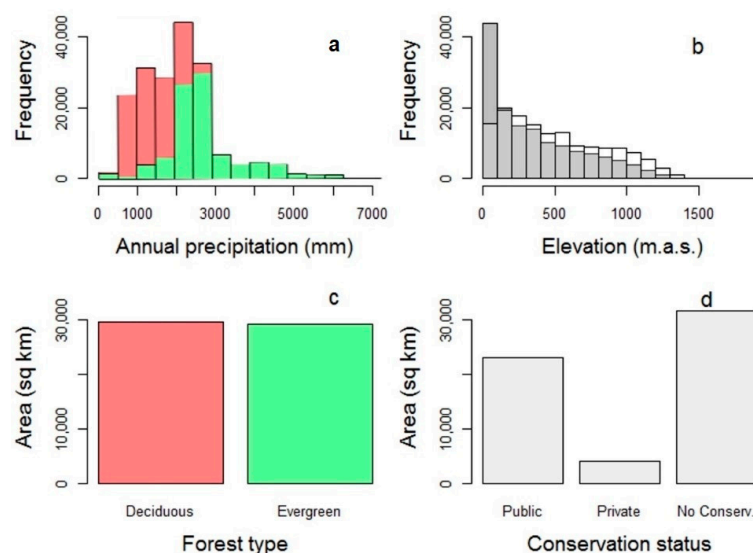 a
Frequency
40,000
20,000
0
0 1000 3000 5000 7000
Annual precipitation (mm)
b
Frequency
40,000
20,000
0
0 500 1000 1500
Elevation (m.a.s.)
c
Area (sq km)
30,000
10,000
0
Deciduous Evergreen
Forest type
d
Area (sq km)
30,000
10,000
0
Public Private No Conserv.
Conservation status